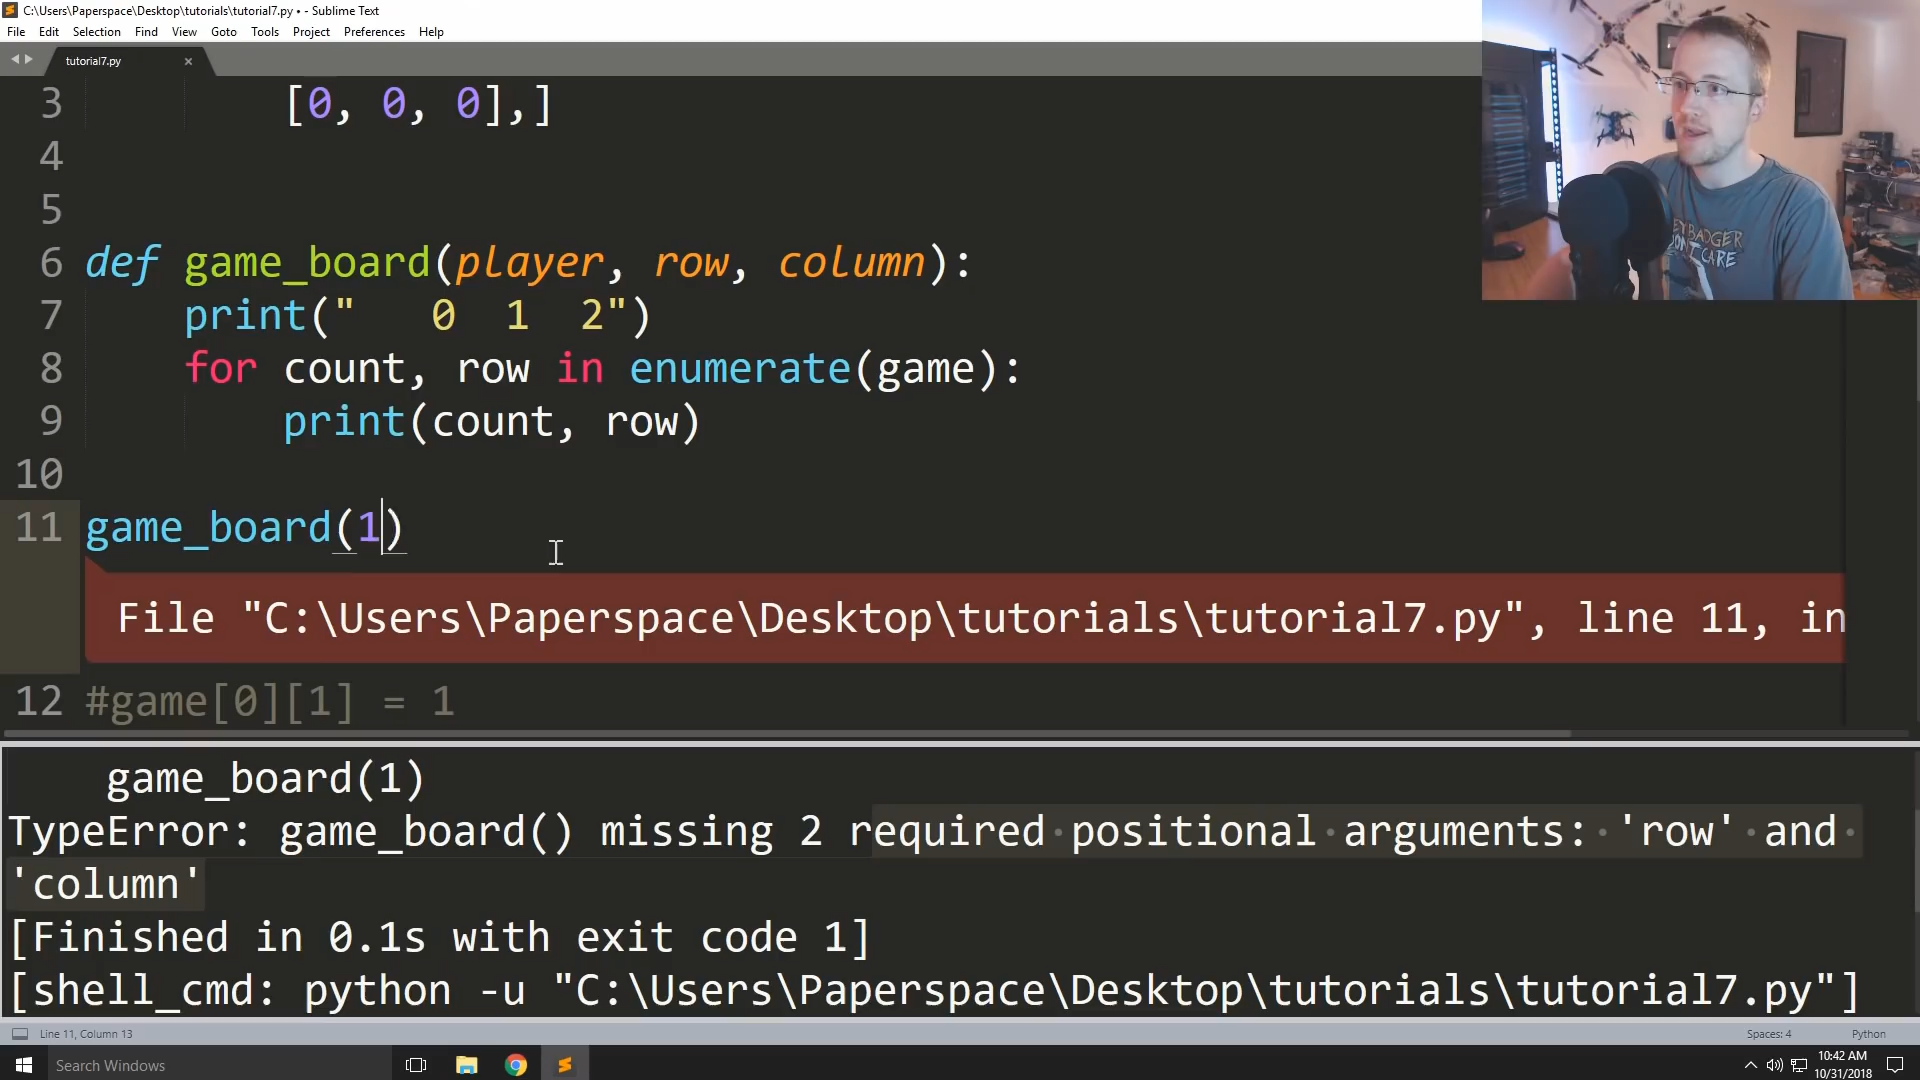 C:\Users\Paperspace\Desktop\tutorials\tutorial7.py • - Sublime Text
File Edit Selection Find View Goto Tools Project Preferences Help
tutorial7.py
3 [0, 0, 0],]
4
5
6 def game_board(player, row, column):
7 print("   0  1  2")
8 for count, row in enumerate(game):
9 print(count, row)
10
11 game_board(1)
File "C:\Users\Paperspace\Desktop\tutorials\tutorial7.py", line 11, in
12 #game[0][1] = 1
game_board(1)
TypeError: game_board() missing 2 required positional arguments: 'row' and
'column'
[Finished in 0.1s with exit code 1]
[shell_cmd: python -u "C:\Users\Paperspace\Desktop\tutorials\tutorial7.py"]
Line 11, Column 13
Spaces: 4
Python
Search Windows
10:42 AM
10/31/2018